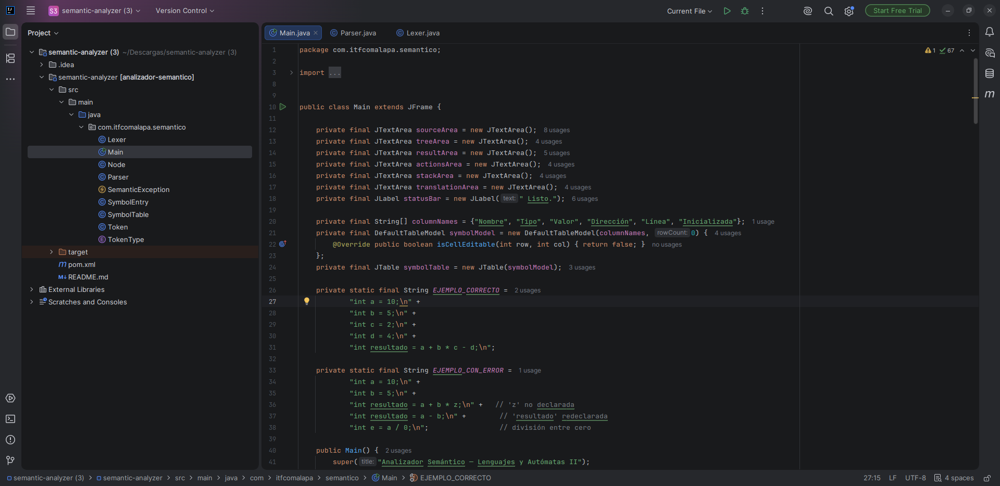 S3 semantic-analyzer (3) Version Control Current File Start Free Trial
Project
semantic-analyzer (3) ~/Descargas/semantic-analyzer (3)
.idea
semantic-analyzer [analizador-semantico]
src
main
java
com.itfcomalapa.semantico
Lexer
Main
Node
Parser
SemanticException
SymbolEntry
SymbolTable
Token
TokenType
target
pom.xml
README.md
External Libraries
Scratches and Consoles
Main.java Parser.java Lexer.java
1 67
1 package com.itfcomalapa.semantico;
2
3 import ...
8
9
10 public class Main extends JFrame {
11
12 private final JTextArea sourceArea = new JTextArea(); 8 usages
13 private final JTextArea treeArea = new JTextArea(); 4 usages
14 private final JTextArea resultArea = new JTextArea(); 5 usages
15 private final JTextArea actionsArea = new JTextArea(); 4 usages
16 private final JTextArea stackArea = new JTextArea(); 4 usages
17 private final JTextArea translationArea = new JTextArea(); 4 usages
18 private final JLabel statusBar = new JLabel( text: " Listo."); 6 usages
19
20 private final String[] columnNames = {"Nombre", "Tipo", "Valor", "Dirección", "Línea", "Inicializada"}; 1 usage
21 private final DefaultTableModel symbolModel = new DefaultTableModel(columnNames, rowCount: 0) { 4 usages
22 @Override public boolean isCellEditable(int row, int col) { return false; } no usages
23 };
24 private final JTable symbolTable = new JTable(symbolModel); 3 usages
25
26 private static final String EJEMPLO_CORRECTO = 2 usages
27 "int a = 10;\n" +
28 "int b = 5;\n" +
29 "int c = 2;\n" +
30 "int d = 4;\n" +
31 "int resultado = a + b * c - d;\n";
32
33 private static final String EJEMPLO_CON_ERROR = 1 usage
34 "int a = 10;\n" +
35 "int b = 5;\n" +
36 "int resultado = a + b * z;\n" + // 'z' no declarada
37 "int resultado = a - b;\n" + // 'resultado' redeclarada
38 "int e = a / 0;\n"; // división entre cero
39
40 public Main() { 2 usages
41 super( title: "Analizador Semántico — Lenguajes y Autómatas II");
semantic-analyzer (3) > semantic-analyzer > src > main > java > com > itfcomalapa > semantico > Main > EJEMPLO_CORRECTO 27:15 LF UTF-8 4 spaces